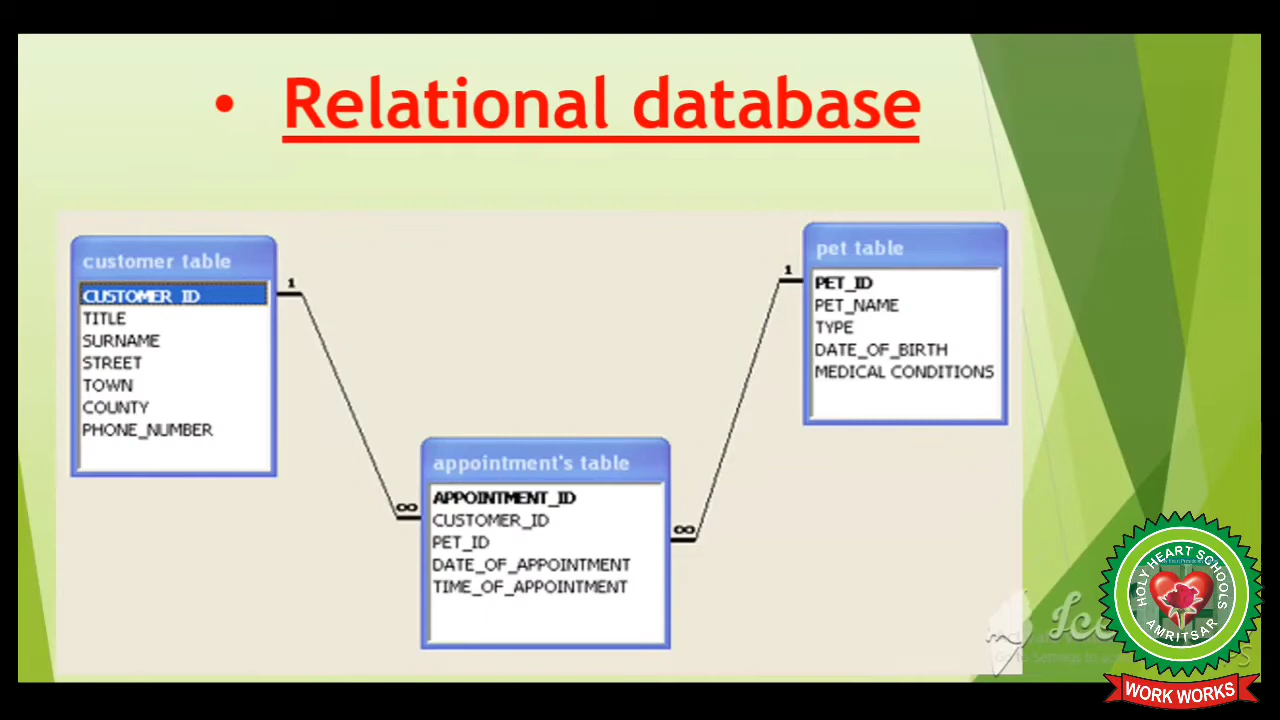 • Relational database
customer table
CUSTOMER_ID
TITLE
SURNAME
STREET
TOWN
COUNTY
PHONE_NUMBER
1
∞
appointment's table
APPOINTMENT_ID
CUSTOMER_ID
PET_ID
DATE_OF_APPOINTMENT
TIME_OF_APPOINTMENT
1
∞
pet table
PET_ID
PET_NAME
TYPE
DATE_OF_BIRTH
MEDICAL CONDITIONS
HOLY HEART SCHOOLS
AMRITSAR
WORK WORKS